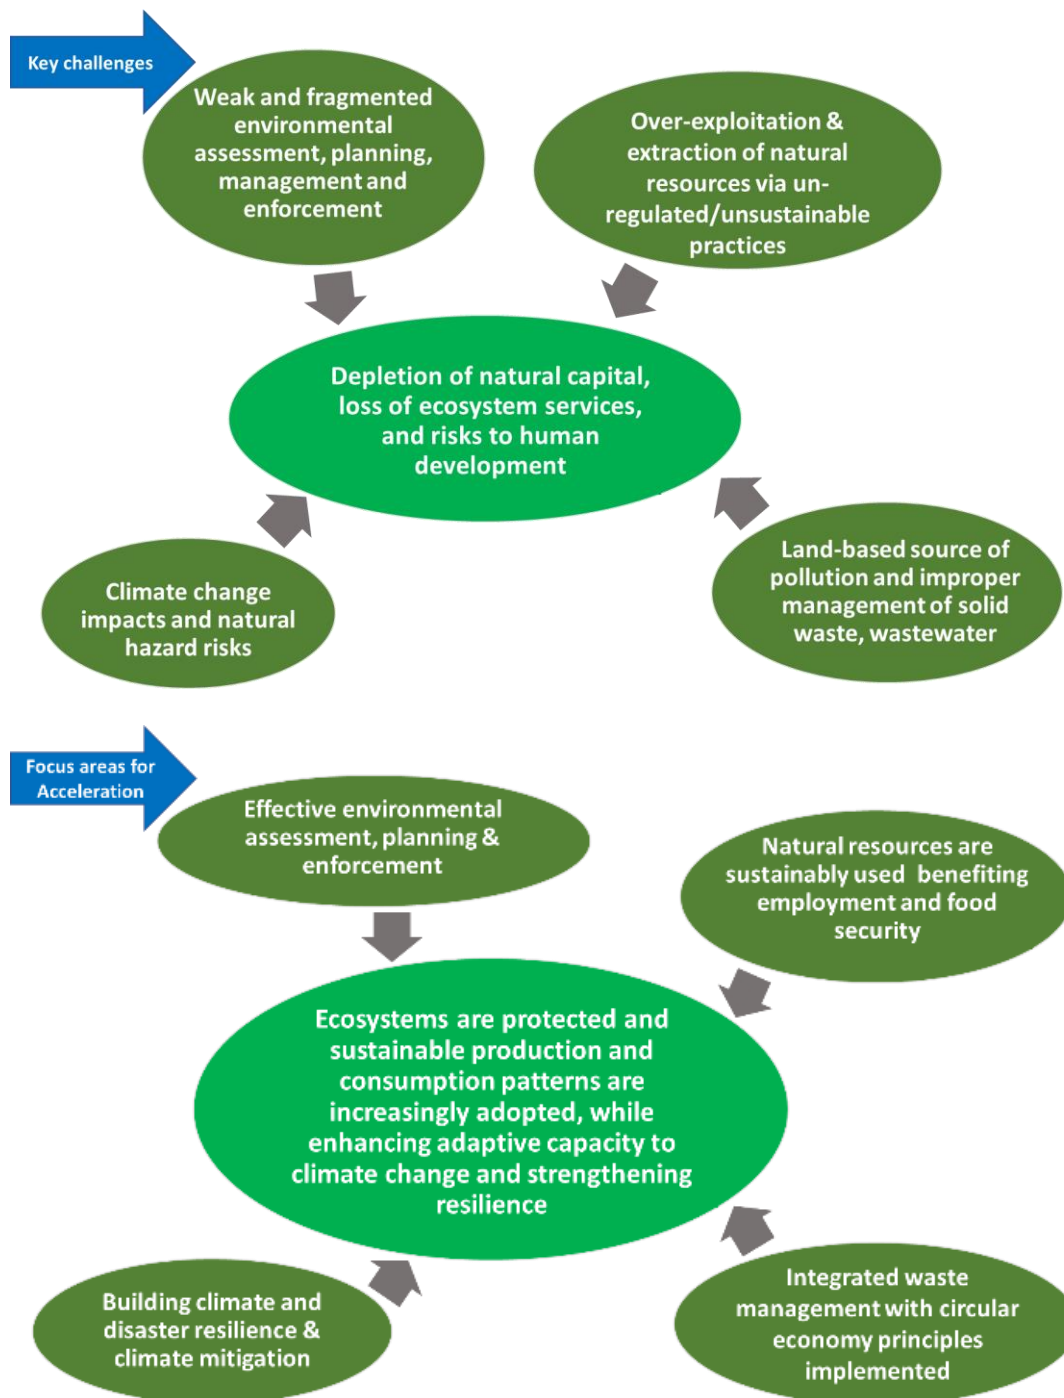 Key challenges
Weak and fragmented
environmental
assessment, planning,
management and
enforcement
Over-exploitation &
extraction of natural
resources via un-
regulated/unsustainable
practices
Depletion of natural capital,
loss of ecosystem services,
and risks to human
development
Climate change
impacts and natural
hazard risks
Land-based source of
pollution and improper
management of solid
waste, wastewater
Focus areas for
Acceleration
Effective environmental
assessment, planning &
enforcement
Natural resources are
sustainably used benefiting
employment and food
security
Ecosystems are protected and
sustainable production and
consumption patterns are
increasingly adopted, while
enhancing adaptive capacity to
climate change and strengthening
resilience
Building climate and
disaster resilience &
climate mitigation
Integrated waste
management with circular
economy principles
implemented